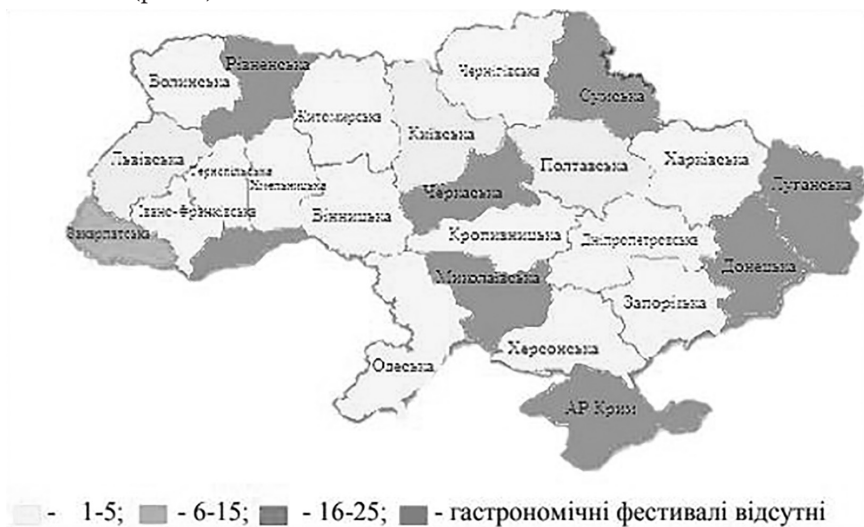 Волинська
Рівненська
Житомирська
Київська
Чернігівська
Сумська
Львівська
Тернопільська
Хмельницька
Вінницька
Черкаська
Полтавська
Харківська
Луганська
Закарпатська
Івано-Франківська
Кропивницька
Дніпропетровська
Донецька
Миколаївська
Запорізька
Одеська
Херсонська
АР Крим
- 1-5; - 6-15; - 16-25; - гастрономічні фестивалі відсутні